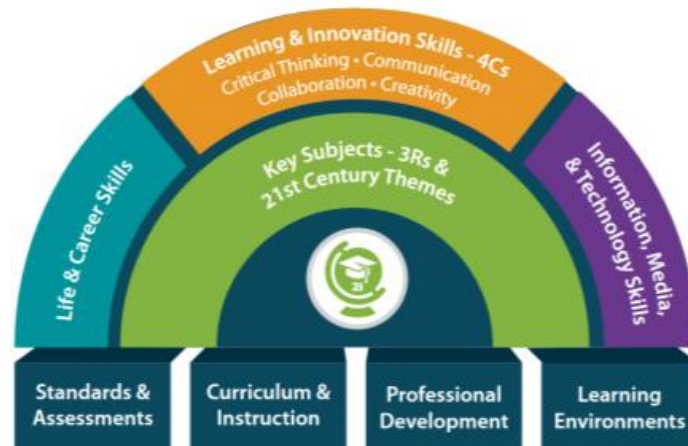 Learning & Innovation Skills - 4Cs
Critical Thinking • Communication
Collaboration • Creativity
Life & Career Skills
Key Subjects - 3Rs &
21st Century Themes
Information, Media,
& Technology Skills
21
Standards &
Assessments
Curriculum &
Instruction
Professional
Development
Learning
Environments